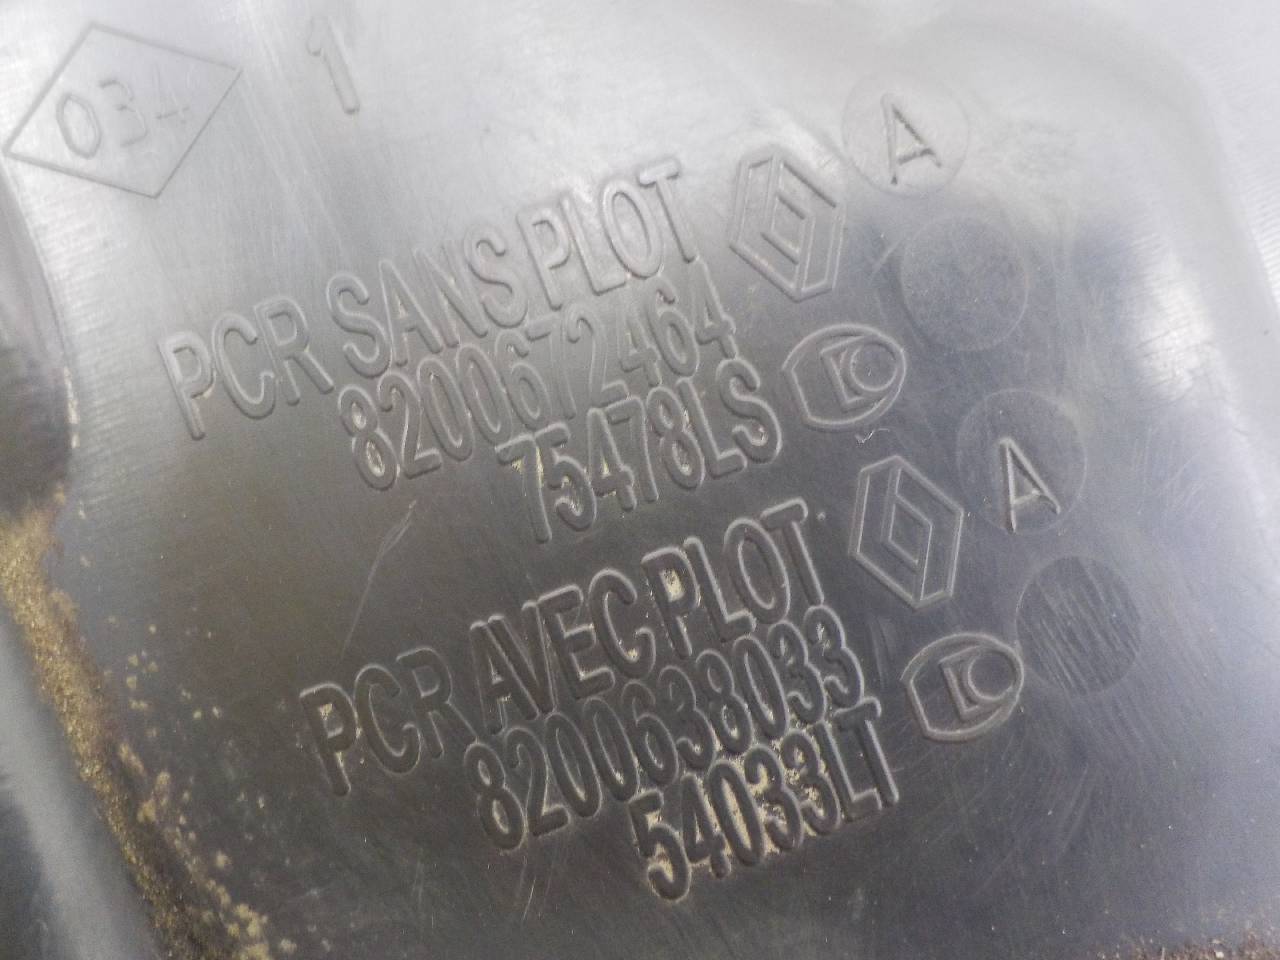 034
1
A
PCR SANS PLOT
8200672464
75478LS
A
PCR AVEC PLOT
8200638033
54033LT